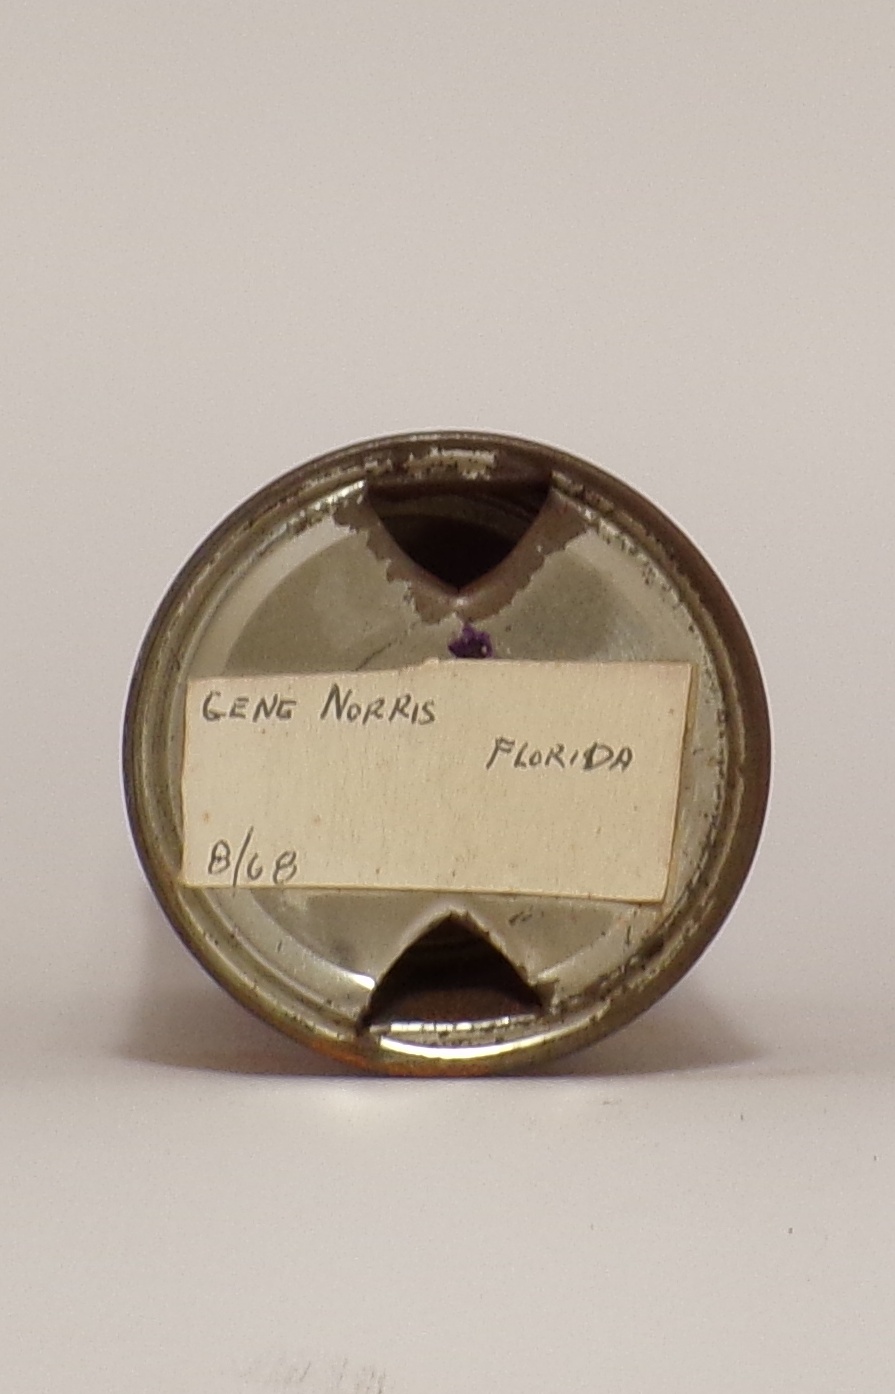 GENE NORRIS
FLORIDA
8/68